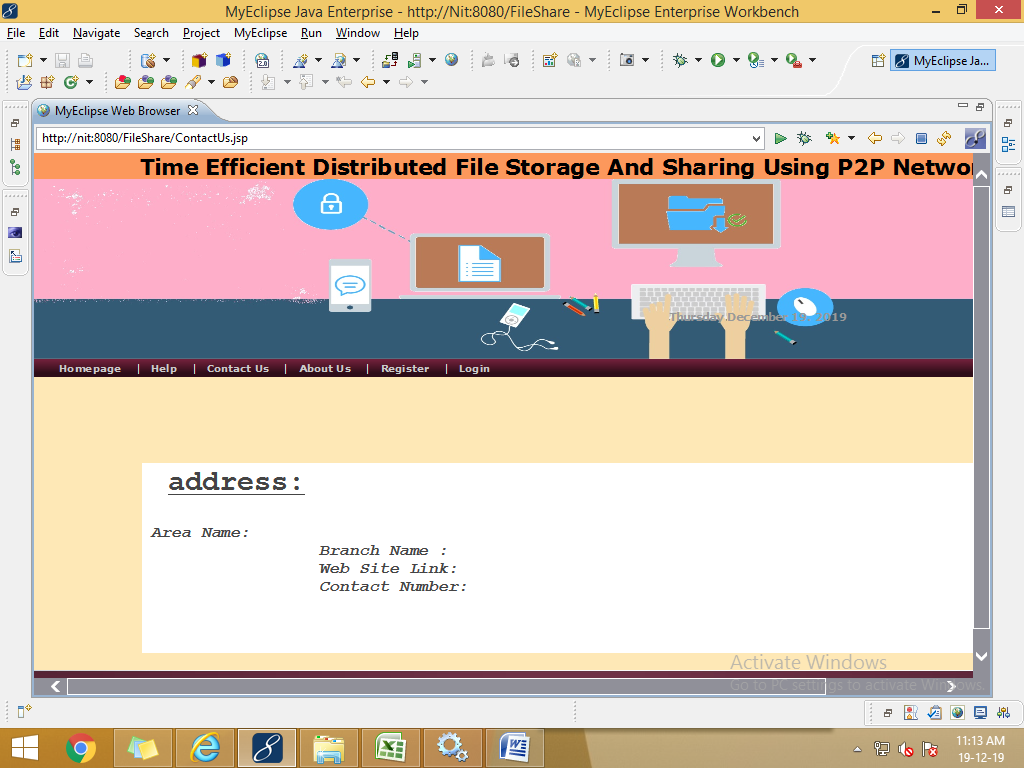 MyEclipse Java Enterprise - http://Nit:8080/FileShare - MyEclipse Enterprise Workbench
File Edit Navigate Search Project MyEclipse Run Window Help
2.0
MyEclipse Ja...
MyEclipse Web Browser
http://nit:8080/FileShare/ContactUs.jsp
Time Efficient Distributed File Storage And Sharing Using P2P Networ
Thursday,December 19, 2019
Homepage | Help | Contact Us | About Us | Register | Login
address:
Area Name:
Branch Name :
Web Site Link:
Contact Number:
Activate Windows
Go to PC settings to activate Windows.
11:13 AM
19-12-19